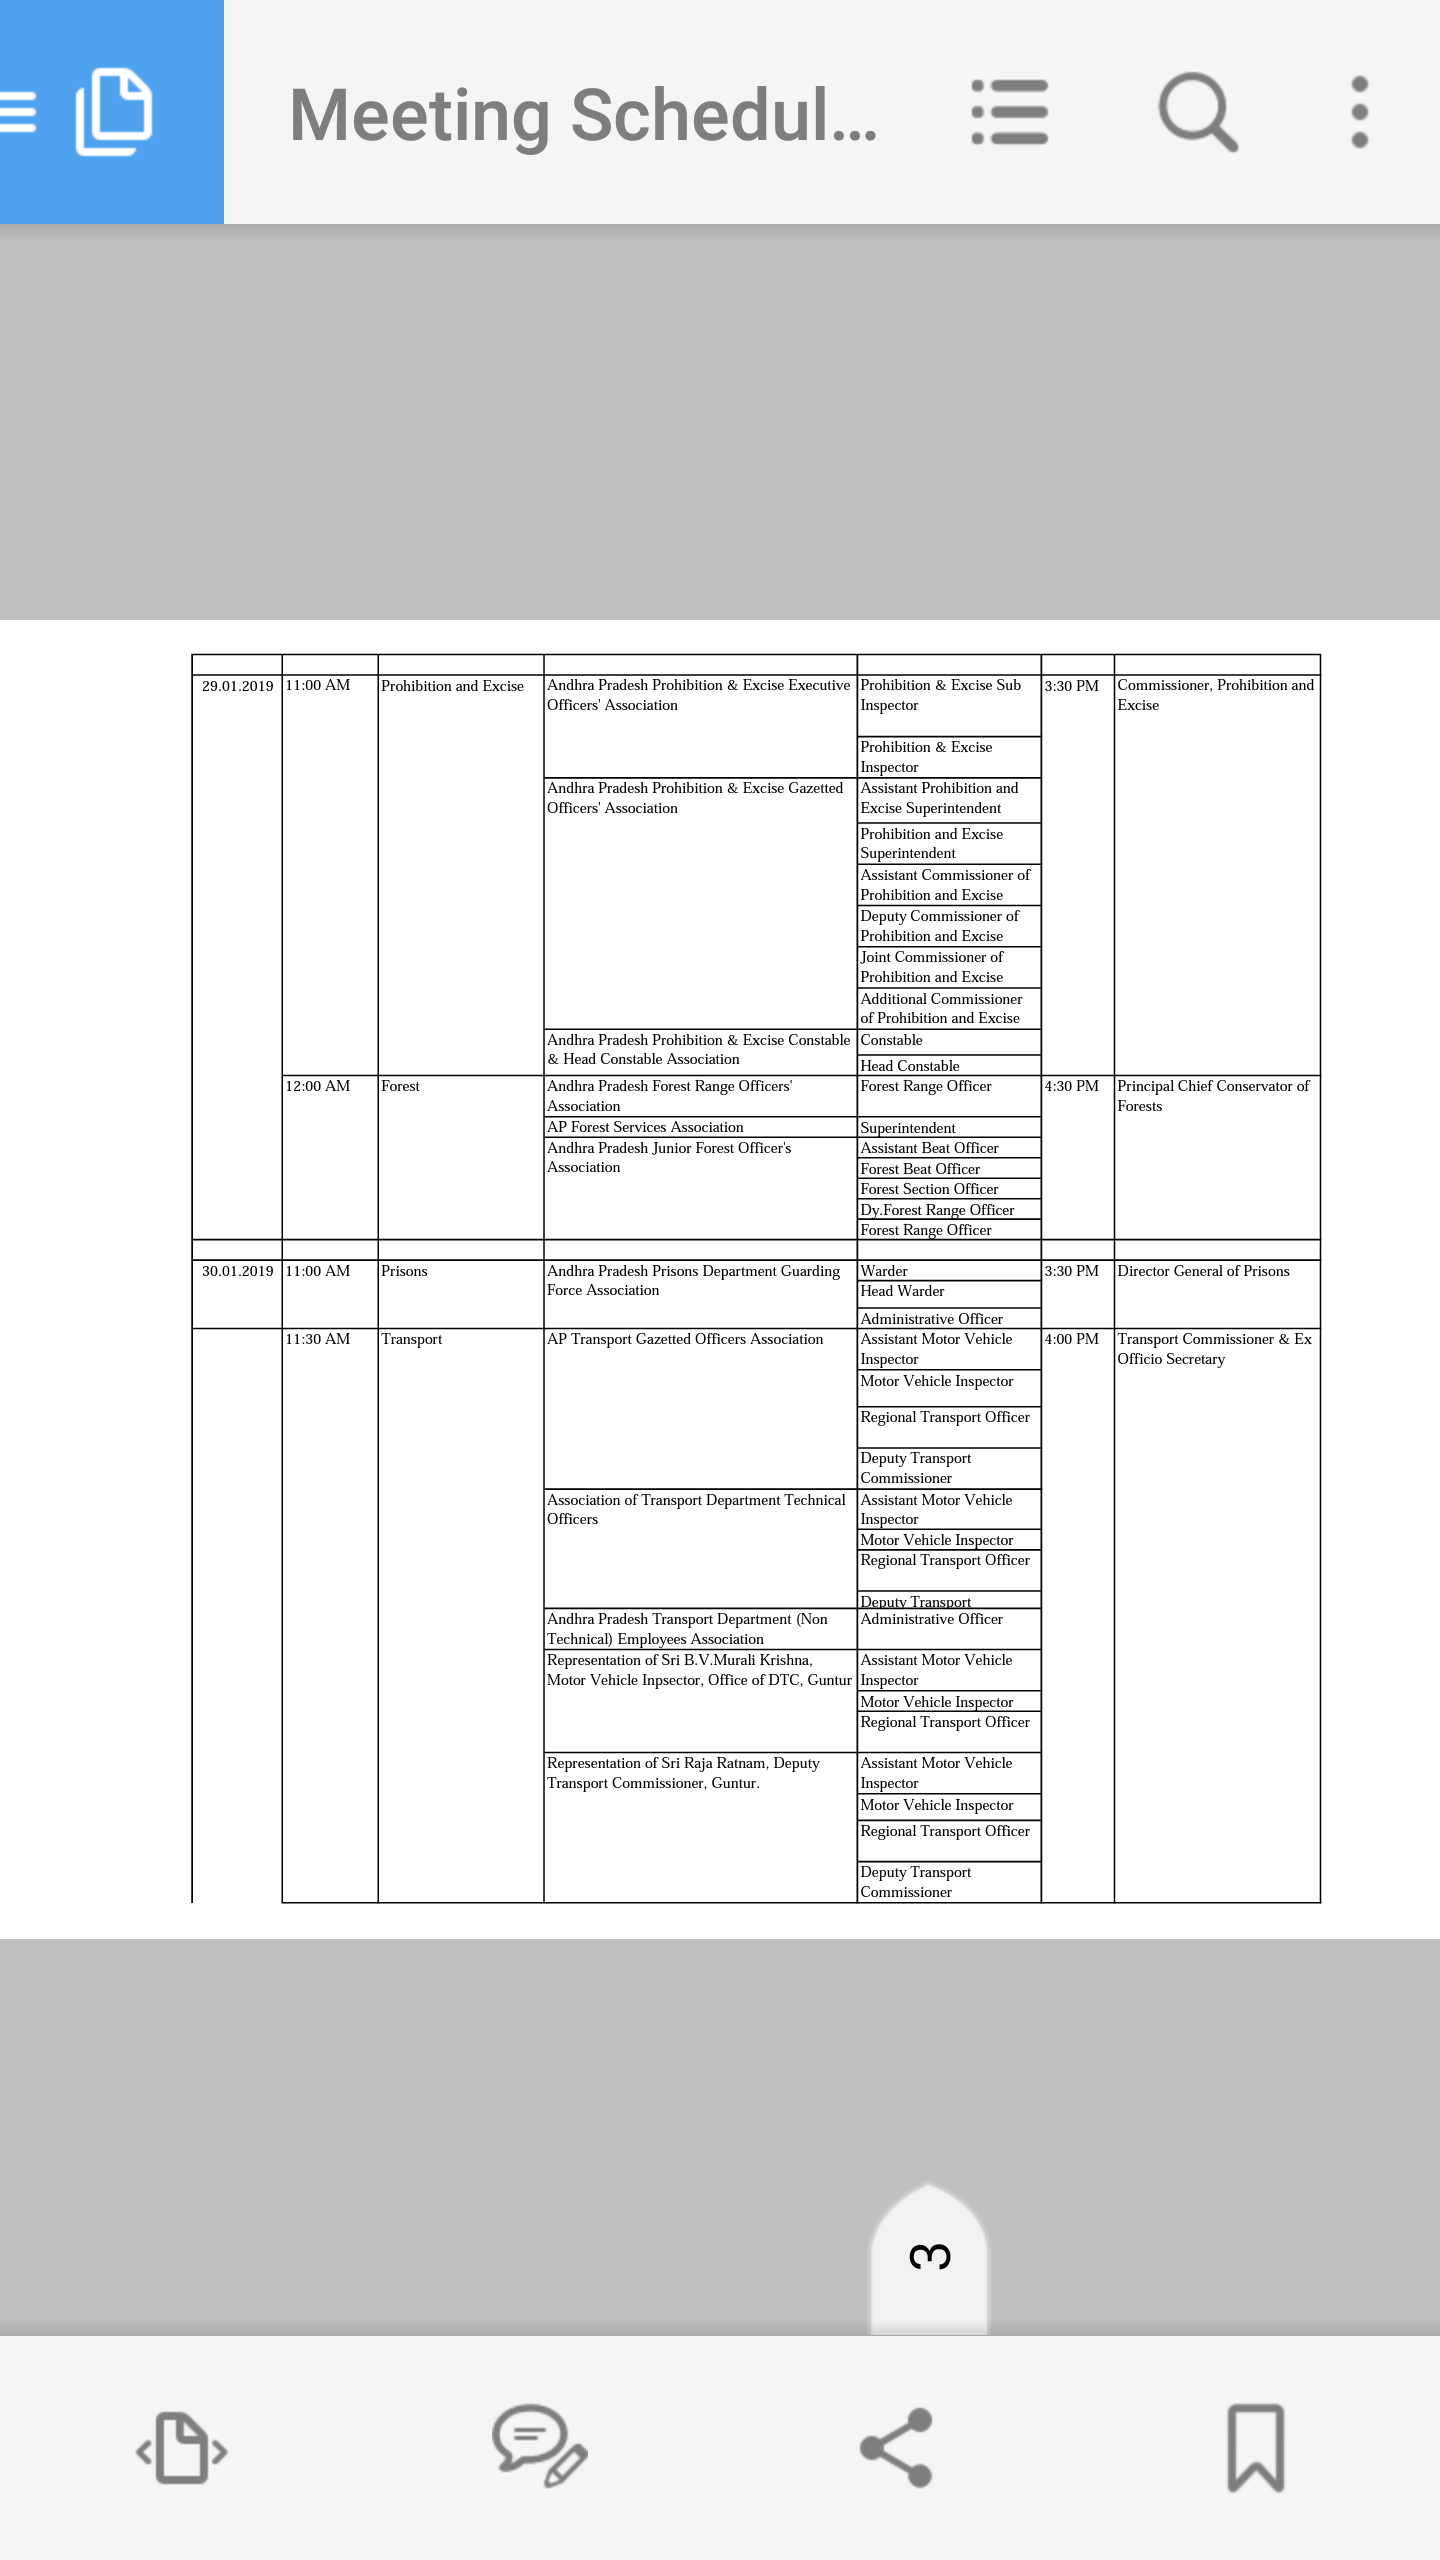 Meeting Schedul...
29.01.2019 11:00 AM Prohibition and Excise Andhra Pradesh Prohibition & Excise Executive Officers' Association Prohibition & Excise Sub Inspector 3:30 PM Commissioner, Prohibition and Excise
Prohibition & Excise Inspector
Andhra Pradesh Prohibition & Excise Gazetted Officers' Association Assistant Prohibition and Excise Superintendent
Prohibition and Excise Superintendent
Assistant Commissioner of Prohibition and Excise
Deputy Commissioner of Prohibition and Excise
Joint Commissioner of Prohibition and Excise
Additional Commissioner of Prohibition and Excise
Andhra Pradesh Prohibition & Excise Constable & Head Constable Association Constable
Head Constable
12:00 AM Forest Andhra Pradesh Forest Range Officers' Association Forest Range Officer 4:30 PM Principal Chief Conservator of Forests
AP Forest Services Association Superintendent
Andhra Pradesh Junior Forest Officer's Association Assistant Beat Officer
Forest Beat Officer
Forest Section Officer
Dy.Forest Range Officer
Forest Range Officer
30.01.2019 11:00 AM Prisons Andhra Pradesh Prisons Department Guarding Force Association Warder 3:30 PM Director General of Prisons
Head Warder
Administrative Officer
11:30 AM Transport AP Transport Gazetted Officers Association Assistant Motor Vehicle Inspector 4:00 PM Transport Commissioner & Ex Officio Secretary
Motor Vehicle Inspector
Regional Transport Officer
Deputy Transport Commissioner
Association of Transport Department Technical Officers Assistant Motor Vehicle Inspector
Motor Vehicle Inspector
Regional Transport Officer
Deputy Transport
Andhra Pradesh Transport Department (Non Technical) Employees Association Administrative Officer
Representation of Sri B.V.Murali Krishna, Motor Vehicle Inpsector, Office of DTC, Guntur Assistant Motor Vehicle Inspector
Motor Vehicle Inspector
Regional Transport Officer
Representation of Sri Raja Ratnam, Deputy Transport Commissioner, Guntur. Assistant Motor Vehicle Inspector
Motor Vehicle Inspector
Regional Transport Officer
Deputy Transport Commissioner
3